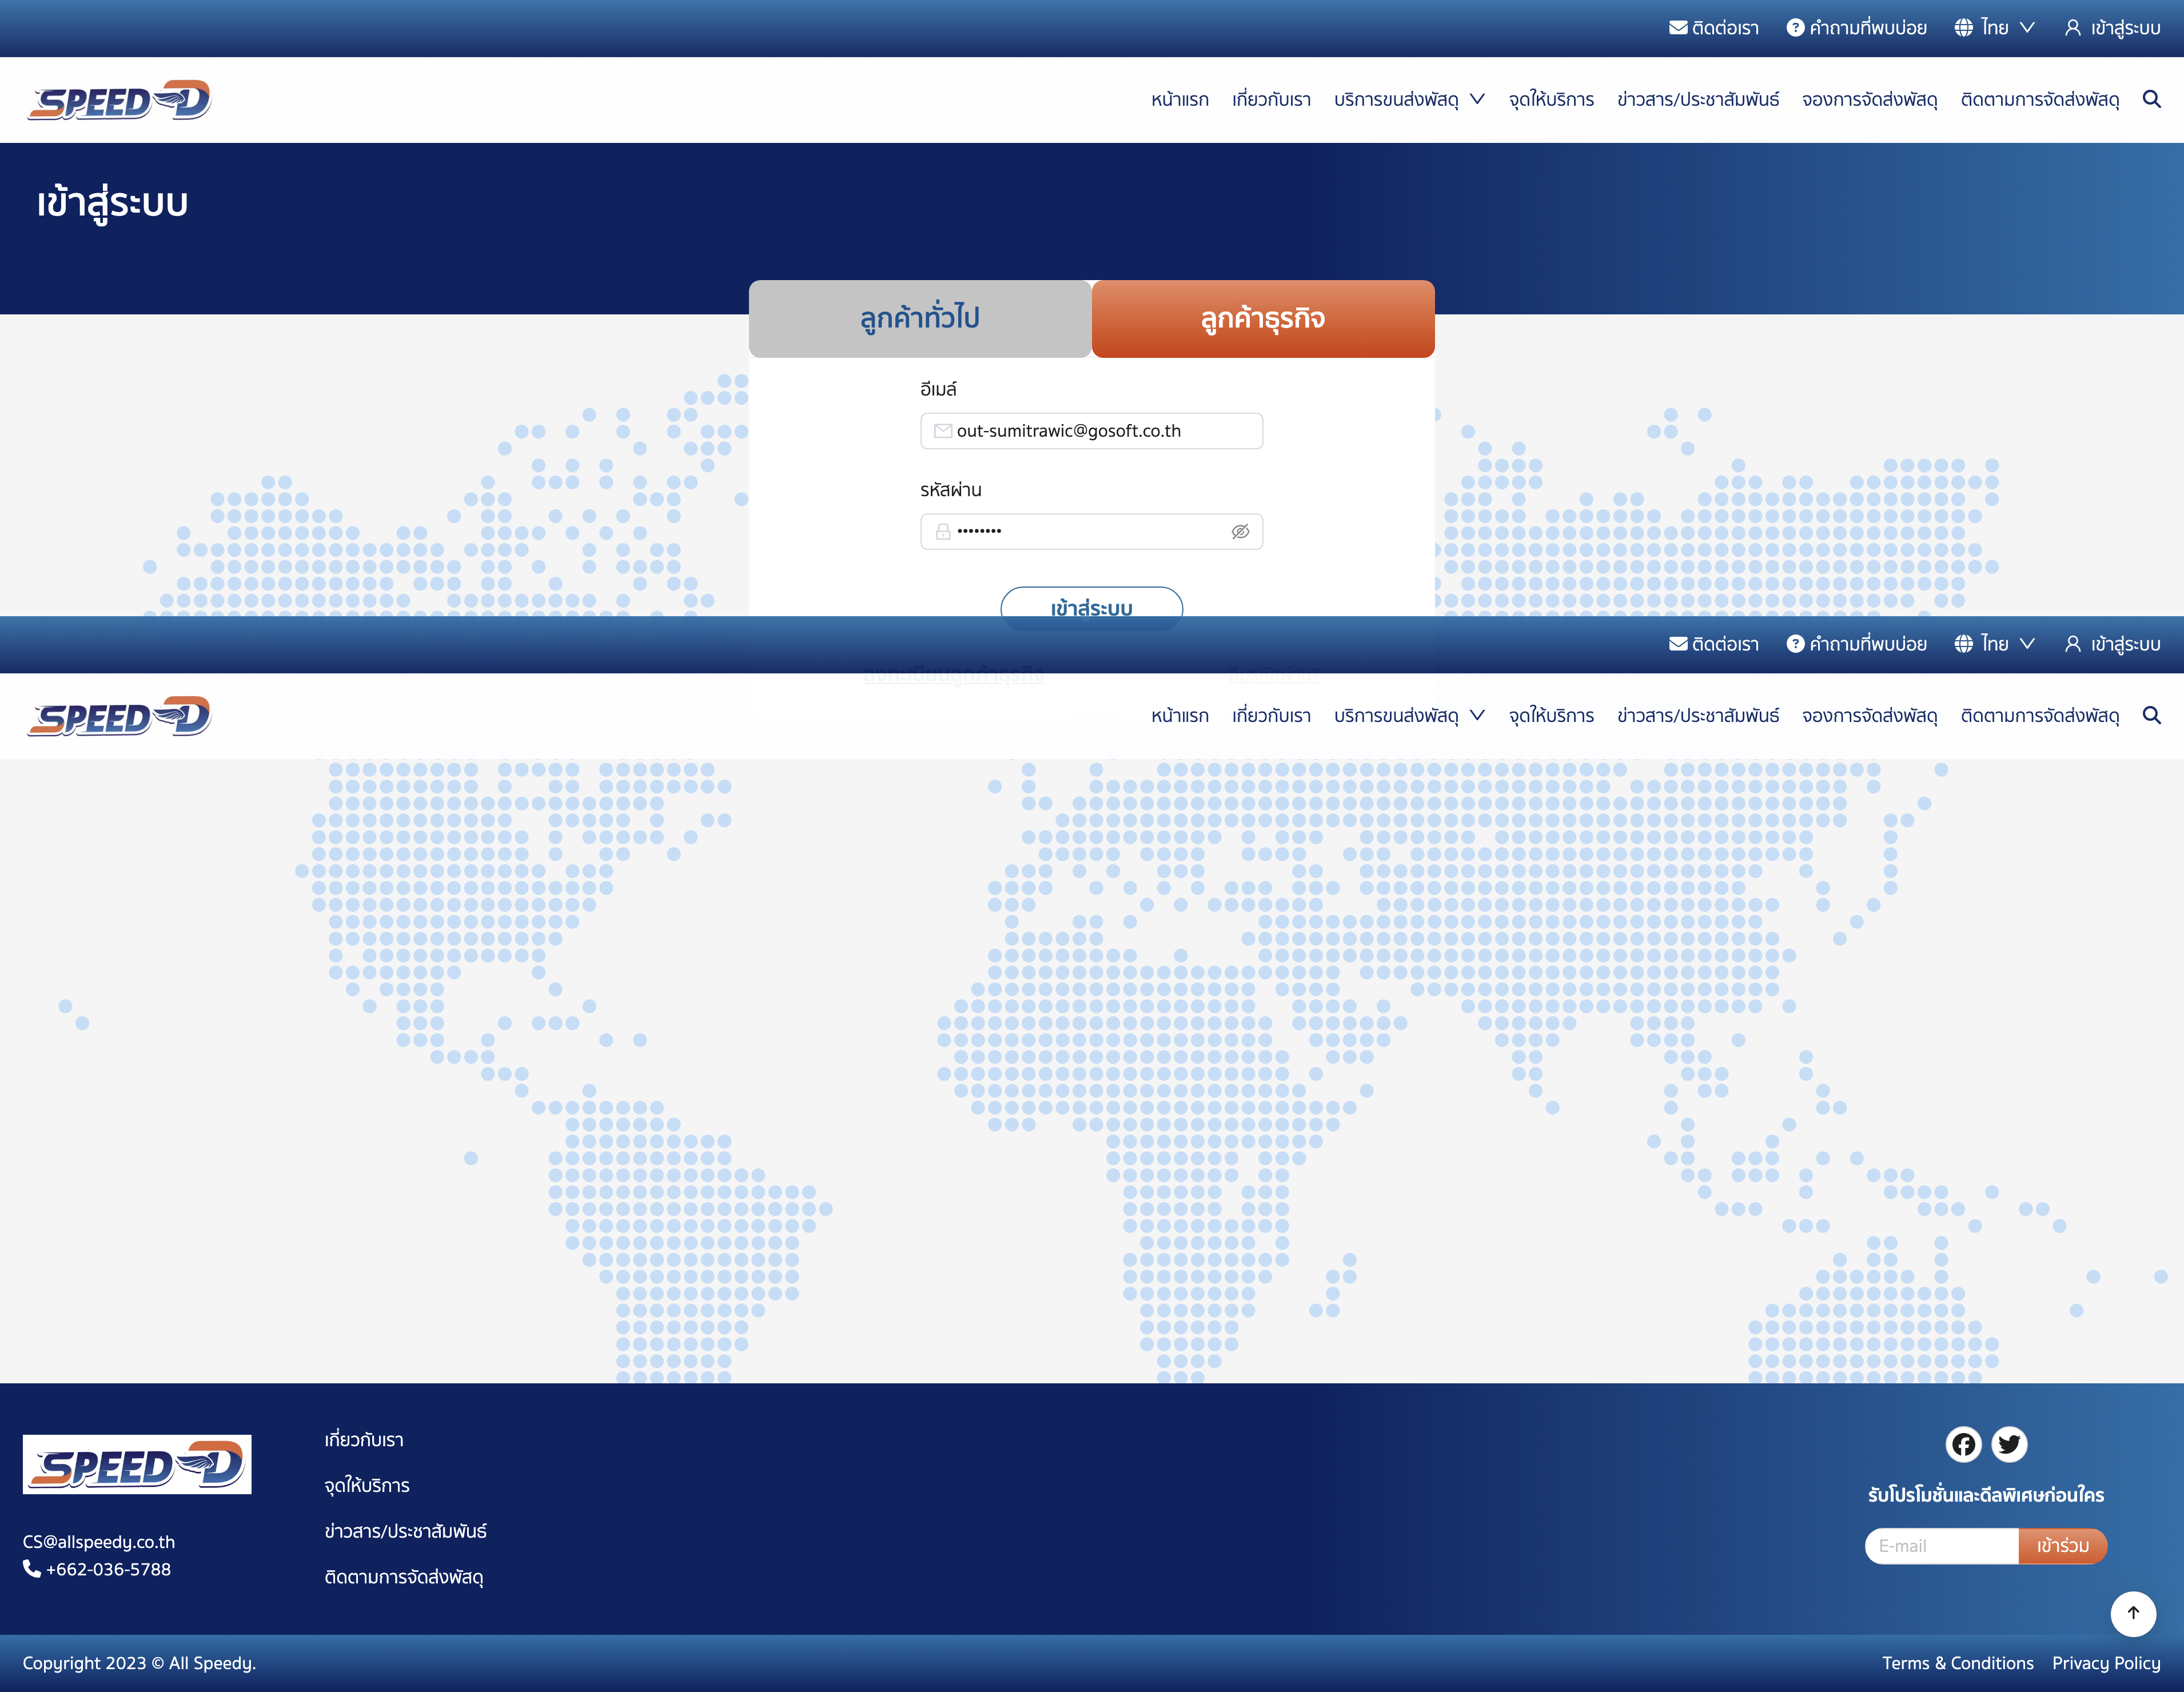 ติดต่อเรา คำถามที่พบบ่อย ไทย เข้าสู่ระบบ
SPEED-D หน้าแรก เกี่ยวกับเรา บริการขนส่งพัสดุ จุดให้บริการ ข่าวสาร/ประชาสัมพันธ์ จองการจัดส่งพัสดุ ติดตามการจัดส่งพัสดุ
เข้าสู่ระบบ
ลูกค้าทั่วไป ลูกค้าธุรกิจ
อีเมล์
out-sumitrawic@gosoft.co.th
รหัสผ่าน
••••••••
เข้าสู่ระบบ
ติดต่อเรา คำถามที่พบบ่อย ไทย เข้าสู่ระบบ
ลงทะเบียนลูกค้าธุรกิจ
SPEED-D หน้าแรก เกี่ยวกับเรา บริการขนส่งพัสดุ จุดให้บริการ ข่าวสาร/ประชาสัมพันธ์ จองการจัดส่งพัสดุ ติดตามการจัดส่งพัสดุ
SPEED-D
CS@allspeedy.co.th
+662-036-5788
เกี่ยวกับเรา
จุดให้บริการ
ข่าวสาร/ประชาสัมพันธ์
ติดตามการจัดส่งพัสดุ
รับโปรโมชั่นและดีลพิเศษก่อนใคร
E-mail เข้าร่วม
Copyright 2023 © All Speedy. Terms & Conditions Privacy Policy